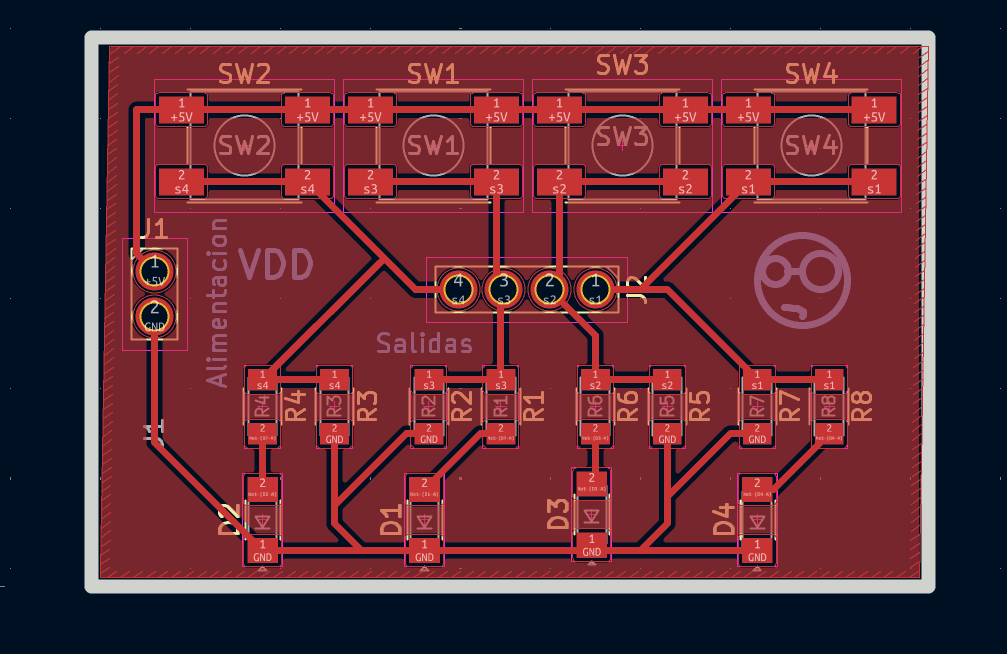 SW2 SW1 SW3 SW4
1 1 1 1 1 1 1 1
+5V +5V +5V +5V +5V +5V +5V +5V
SW2 SW1 SW3 SW4
2 2 2 2 2 2 2 2
s4 s4 s3 s3 s2 s2 s1 s1
J1
Alimentacion
VDD
1
+5V
2
GND
4 3 2 1
s4 s3 s2 s1
Salidas
1 1 1 1 1 1 1 1
s4 s4 s3 s3 s2 s2 s1 s1
R4 R4 R3 R3 R2 R2 R1 R1 R6 R6 R5 R5 R7 R7 R8 R8
2 2 2 2 2 2 2 2
GND GND GND GND
J1
2 2 2 2
D2 D1 D3 D4
1 1 1 1
GND GND GND GND